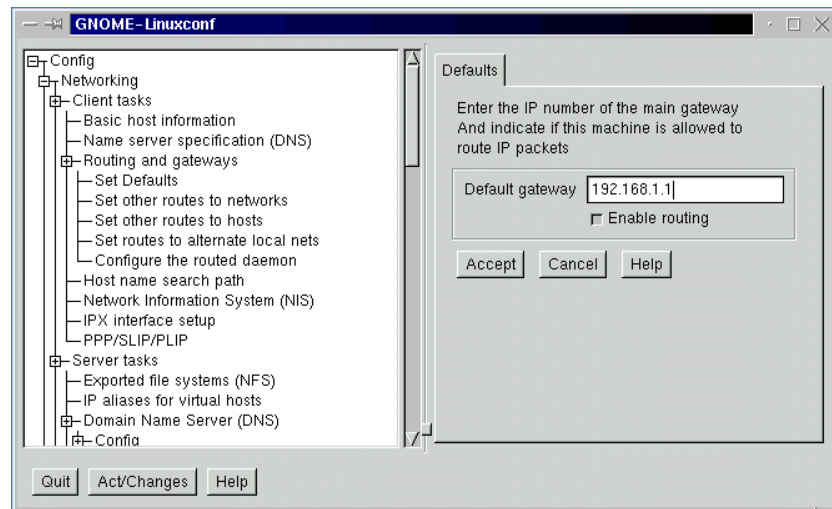 GNOME-Linuxconf
Config
Networking
Client tasks
Basic host information
Name server specification (DNS)
Routing and gateways
Set Defaults
Set other routes to networks
Set other routes to hosts
Set routes to alternate local nets
Configure the routed daemon
Host name search path
Network Information System (NIS)
IPX interface setup
PPP/SLIP/PLIP
Server tasks
Exported file systems (NFS)
IP aliases for virtual hosts
Domain Name Server (DNS)
Config
Defaults
Enter the IP number of the main gateway
And indicate if this machine is allowed to
route IP packets
Default gateway 192.168.1.1
Enable routing
Accept Cancel Help
Quit Act/Changes Help